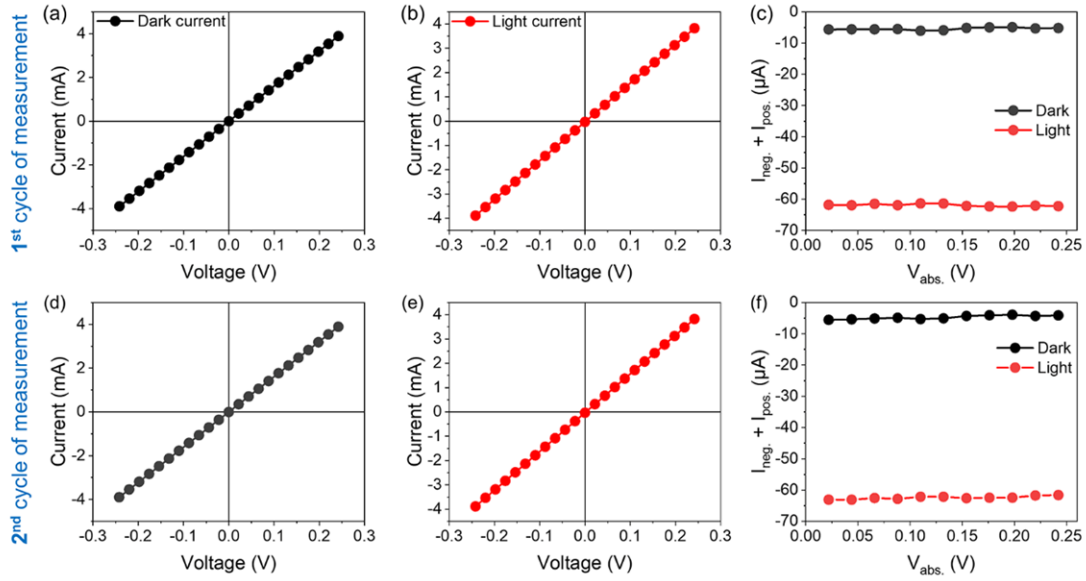 1st cycle of measurement
(a)
Dark current
Current (mA)
4
2
0
-2
-4
-0.3 -0.2 -0.1 0.0 0.1 0.2 0.3
Voltage (V)
(b)
Light current
Current (mA)
4
3
2
1
0
-1
-2
-3
-4
-0.3 -0.2 -0.1 0.0 0.1 0.2 0.3
Voltage (V)
(c)
Dark
Light
Ineg. + Ipos. (µA)
0
-10
-20
-30
-40
-50
-60
-70
0.00 0.05 0.10 0.15 0.20 0.25
Vabs. (V)
2nd cycle of measurement
(d)
Current (mA)
4
2
0
-2
-4
-0.3 -0.2 -0.1 0.0 0.1 0.2 0.3
Voltage (V)
(e)
Current (mA)
4
3
2
1
0
-1
-2
-3
-4
-0.3 -0.2 -0.1 0.0 0.1 0.2 0.3
Voltage (V)
(f)
Dark
Light
Ineg. + Ipos. (µA)
0
-10
-20
-30
-40
-50
-60
-70
0.00 0.05 0.10 0.15 0.20 0.25
Vabs. (V)